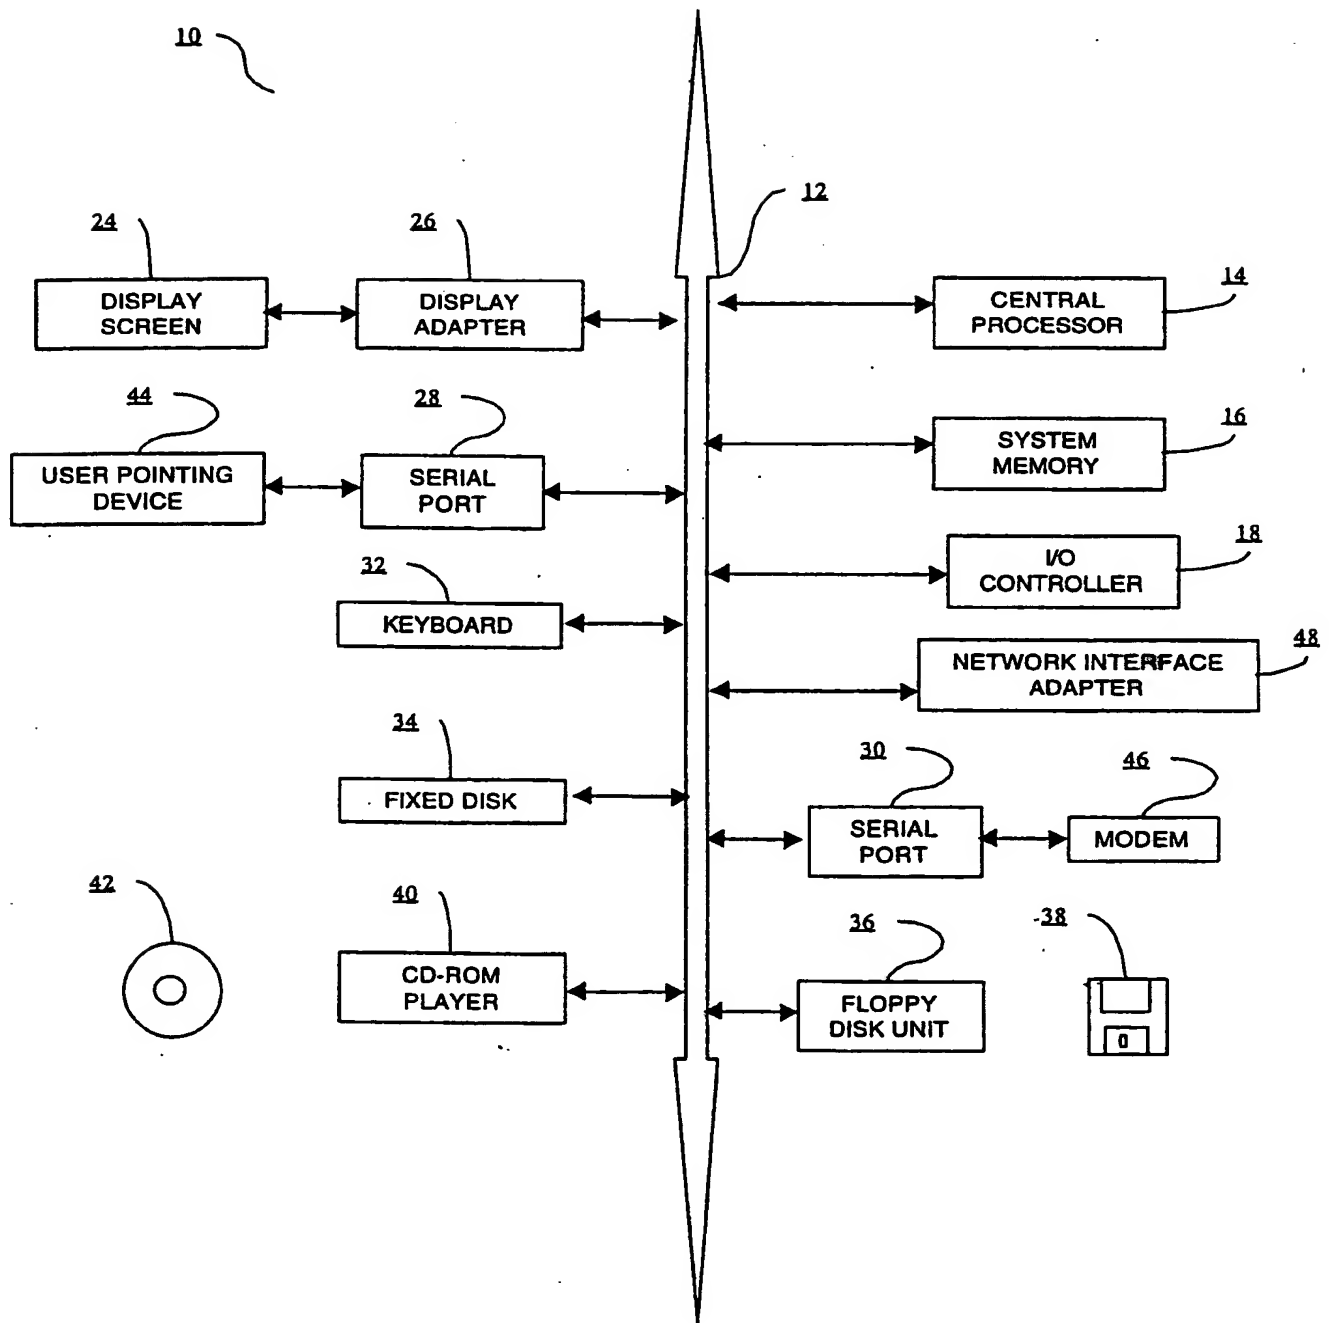 10
12
24
26
14
DISPLAY
SCREEN
DISPLAY
ADAPTER
CENTRAL
PROCESSOR
44
28
16
USER POINTING
DEVICE
SERIAL
PORT
SYSTEM
MEMORY
32
18
KEYBOARD
I/O
CONTROLLER
48
NETWORK INTERFACE
ADAPTER
34
30
46
FIXED DISK
SERIAL
PORT
MODEM
42
40
36
38
CD-ROM
PLAYER
FLOPPY
DISK UNIT